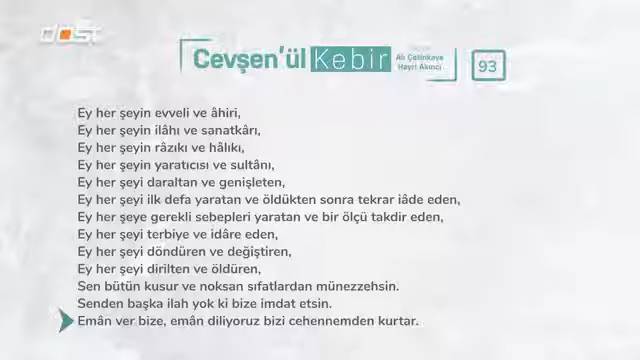 dost
Cevşen'ül Kebir
Ali Çetinkaya
Hayri Akıncı
93
Ey her şeyin evveli ve âhiri,
Ey her şeyin ilâhı ve sanatkârı,
Ey her şeyin râzıkı ve hâlıkı,
Ey her şeyin yaratıcısı ve sultânı,
Ey her şeyi daraltan ve genişleten,
Ey her şeyi ilk defa yaratan ve öldükten sonra tekrar iâde eden,
Ey her şeye gerekli sebepleri yaratan ve bir ölçü takdir eden,
Ey her şeyi terbiye ve idâre eden,
Ey her şeyi döndüren ve değiştiren,
Ey her şeyi dirilten ve öldüren,
Sen bütün kusur ve noksan sıfatlardan münezzehsin.
Senden başka ilah yok ki bize imdat etsin.
Emân ver bize, emân diliyoruz bizi cehennemden kurtar.